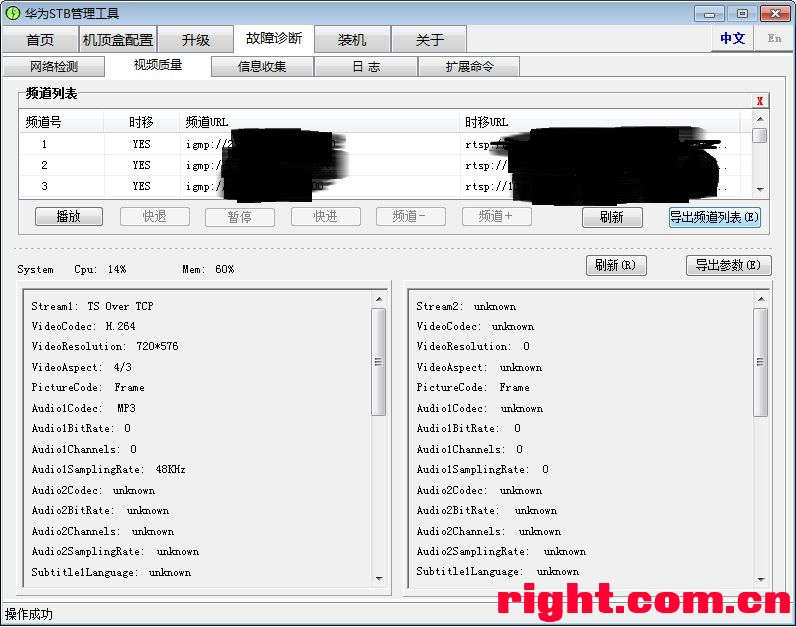 华为STB管理工具
首页 机顶盒配置 升级 故障诊断 装机 关于 中文 En
网络检测 视频质量 信息收集 日 志 扩展命令
频道列表
X
频道号 时移 频道URL 时移URL
1 YES igmp:// rtsp:/
2 YES igmp:/ rtsp://
3 YES igmp:/ rtsp://1
播放 快退 暂停 快进 频道- 频道+ 刷新 导出频道列表(E)
System Cpu: 14% Mem: 60% 刷新(R) 导出参数(E)
Stream1: TS Over TCP
VideoCodec: H.264
VideoResolution: 720*576
VideoAspect: 4/3
PictureCode: Frame
Audio1Codec: MP3
Audio1BitRate: 0
Audio1Channels: 0
Audio1SamplingRate: 48KHz
Audio2Codec: unknown
Audio2BitRate: unknown
Audio2Channels: unknown
Audio2SamplingRate: unknown
Subtitle1Language: unknown
Stream2: unknown
VideoCodec: unknown
VideoResolution: 0
VideoAspect: unknown
PictureCode: Frame
Audio1Codec: unknown
Audio1BitRate: 0
Audio1Channels: 0
Audio1SamplingRate: 0
Audio2Codec: unknown
Audio2BitRate: unknown
Audio2Channels: unknown
Audio2SamplingRate: unknown
Subtitle1Language: unknown
right.com.cn
操作成功